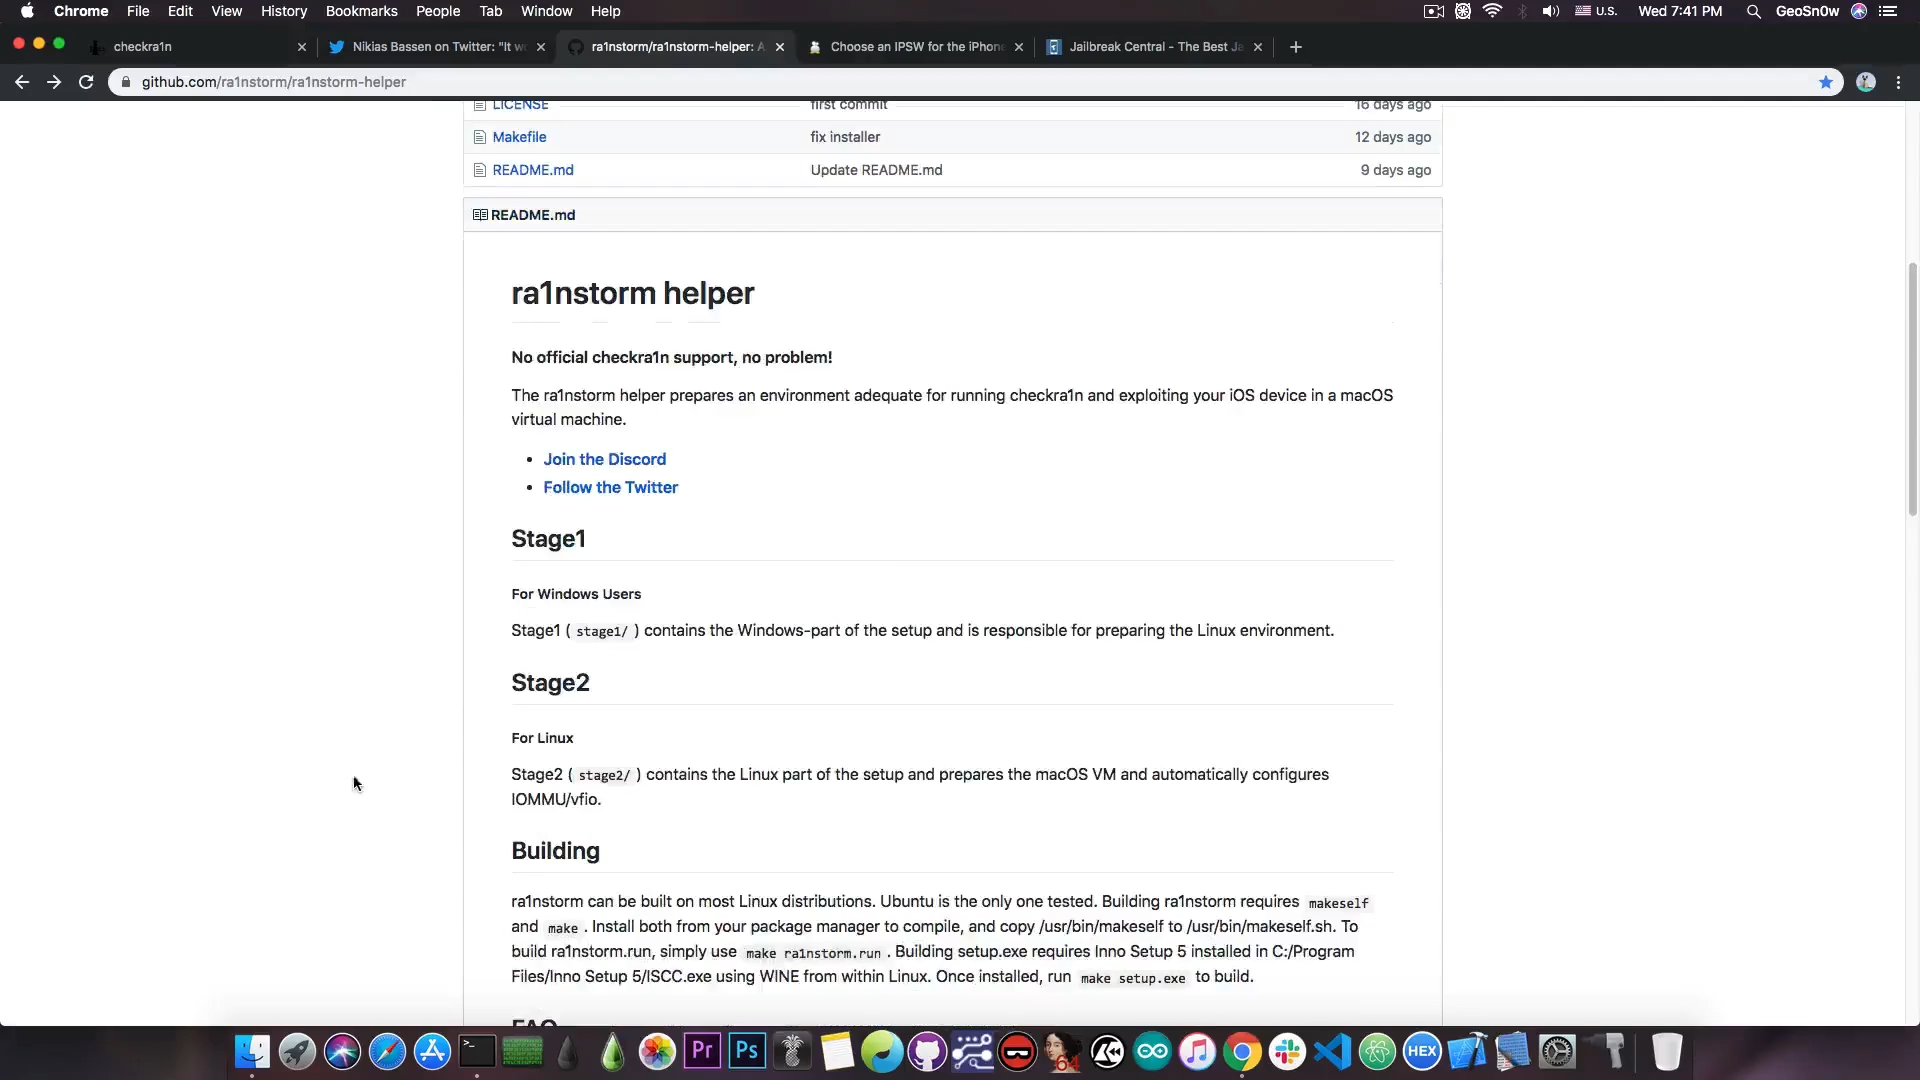 Chrome File Edit View History Bookmarks People Tab Window Help U.S. Wed 7:41 PM GeoSn0w
checkra1n Nikias Bassen on Twitter: "It w ra1nstorm/ra1nstorm-helper: A Choose an IPSW for the iPhon Jailbreak Central - The Best Ja
github.com/ra1nstorm/ra1nstorm-helper
LICENSE first commit 16 days ago
Makefile fix installer 12 days ago
README.md Update README.md 9 days ago
README.md
ra1nstorm helper
No official checkra1n support, no problem!
The ra1nstorm helper prepares an environment adequate for running checkra1n and exploiting your iOS device in a macOS
virtual machine.
• Join the Discord
• Follow the Twitter
Stage1
For Windows Users
Stage1 ( stage1/ ) contains the Windows-part of the setup and is responsible for preparing the Linux environment.
Stage2
For Linux
Stage2 ( stage2/ ) contains the Linux part of the setup and prepares the macOS VM and automatically configures
IOMMU/vfio.
Building
ra1nstorm can be built on most Linux distributions. Ubuntu is the only one tested. Building ra1nstorm requires makeself
and make . Install both from your package manager to compile, and copy /usr/bin/makeself to /usr/bin/makeself.sh. To
build ra1nstorm.run, simply use make ra1nstorm.run . Building setup.exe requires Inno Setup 5 installed in C:/Program
Files/Inno Setup 5/ISCC.exe using WINE from within Linux. Once installed, run make setup.exe to build.
FAQ
>_ Pr Ps 64 HEX